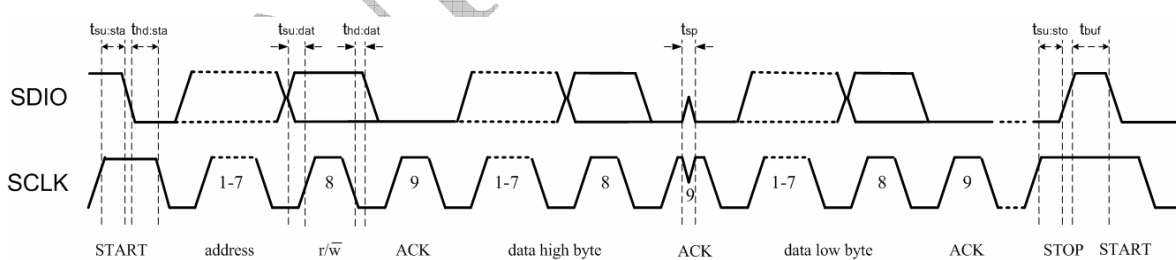 tsu:sta thd:sta tsu:dat thd:dat tsp tsu:sto tbuf
SDIO
SCLK 1-7 8 9 1-7 8 9 1-7 8 9
START address r/w̅ ACK data high byte ACK data low byte ACK STOP START